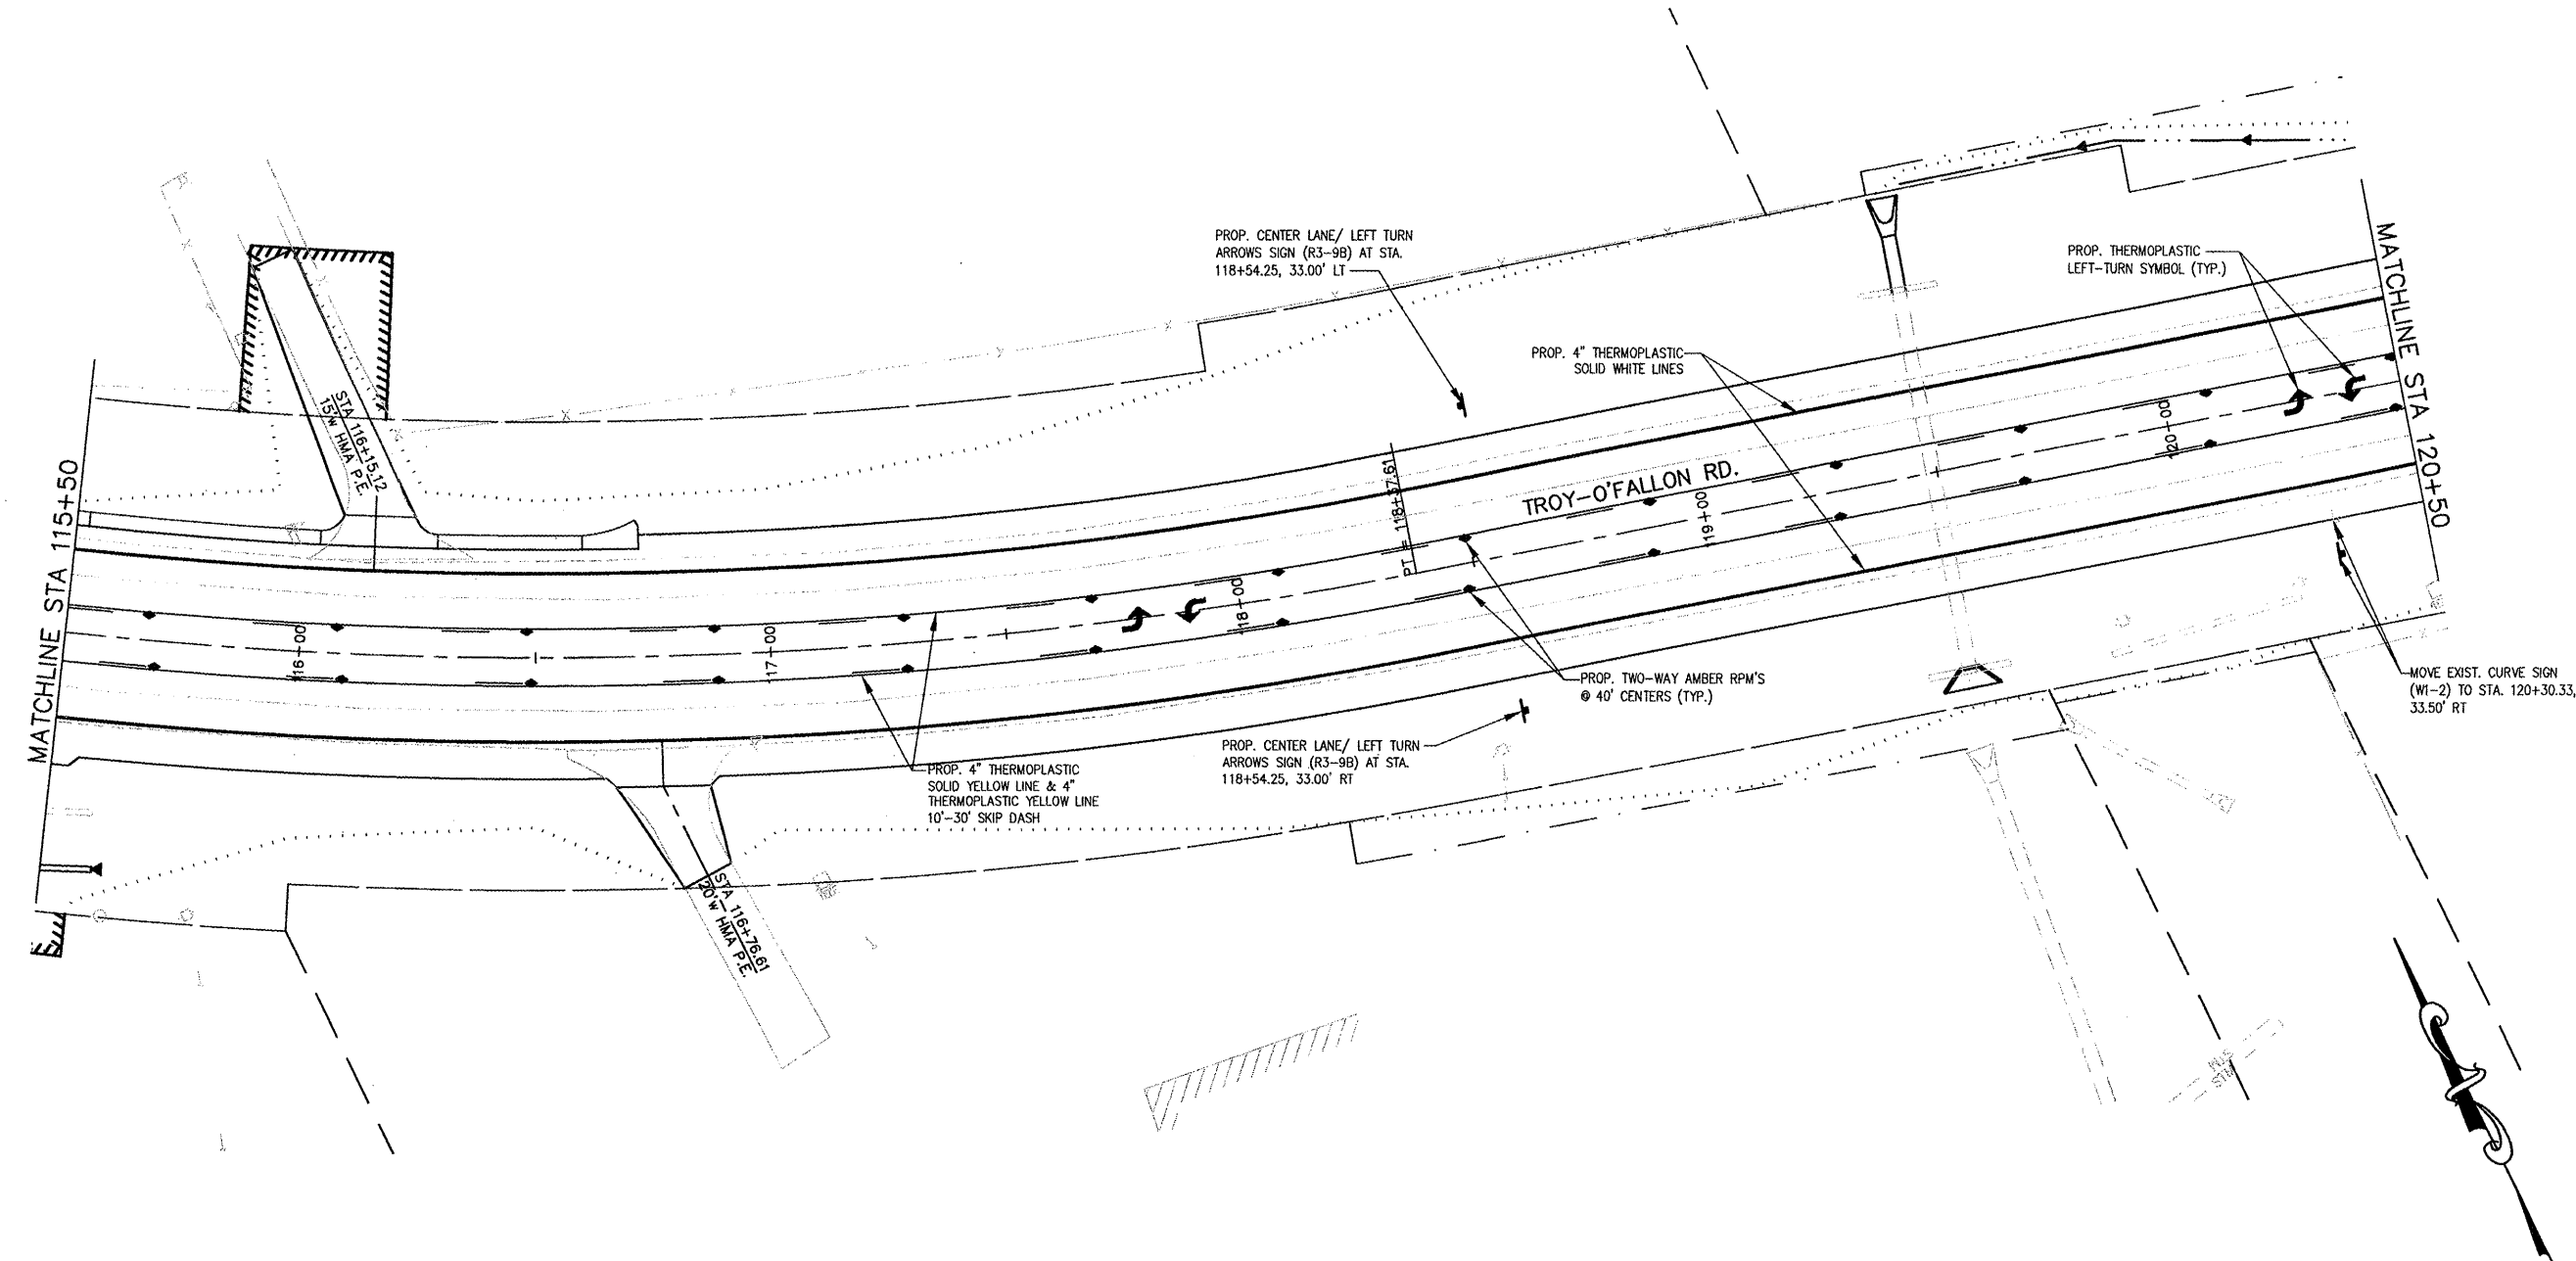 PROP. CENTER LANE/ LEFT TURN
ARROWS SIGN (R3-9B) AT STA.
118+54.25, 33.00' LT
PROP. THERMOPLASTIC
LEFT-TURN SYMBOL (TYP.)
PROP. 4" THERMOPLASTIC
SOLID WHITE LINES
MATCHLINE STA 120+50
STA 116+15.12
15'W HMA P.E.
MATCHLINE STA 115+50
TROY-O'FALLON RD.
PT = 118+37.61
116+00
117+00
118+00
119+00
120+00
PROP. TWO-WAY AMBER RPM'S
@ 40' CENTERS (TYP.)
MOVE EXIST. CURVE SIGN
(W1-2) TO STA. 120+30.33,
33.50' RT
PROP. CENTER LANE/ LEFT TURN
ARROWS SIGN (R3-9B) AT STA.
118+54.25, 33.00' RT
PROP. 4" THERMOPLASTIC
SOLID YELLOW LINE & 4"
THERMOPLASTIC YELLOW LINE
10'-30' SKIP DASH
STA 116+76.61
20'W HMA P.E.